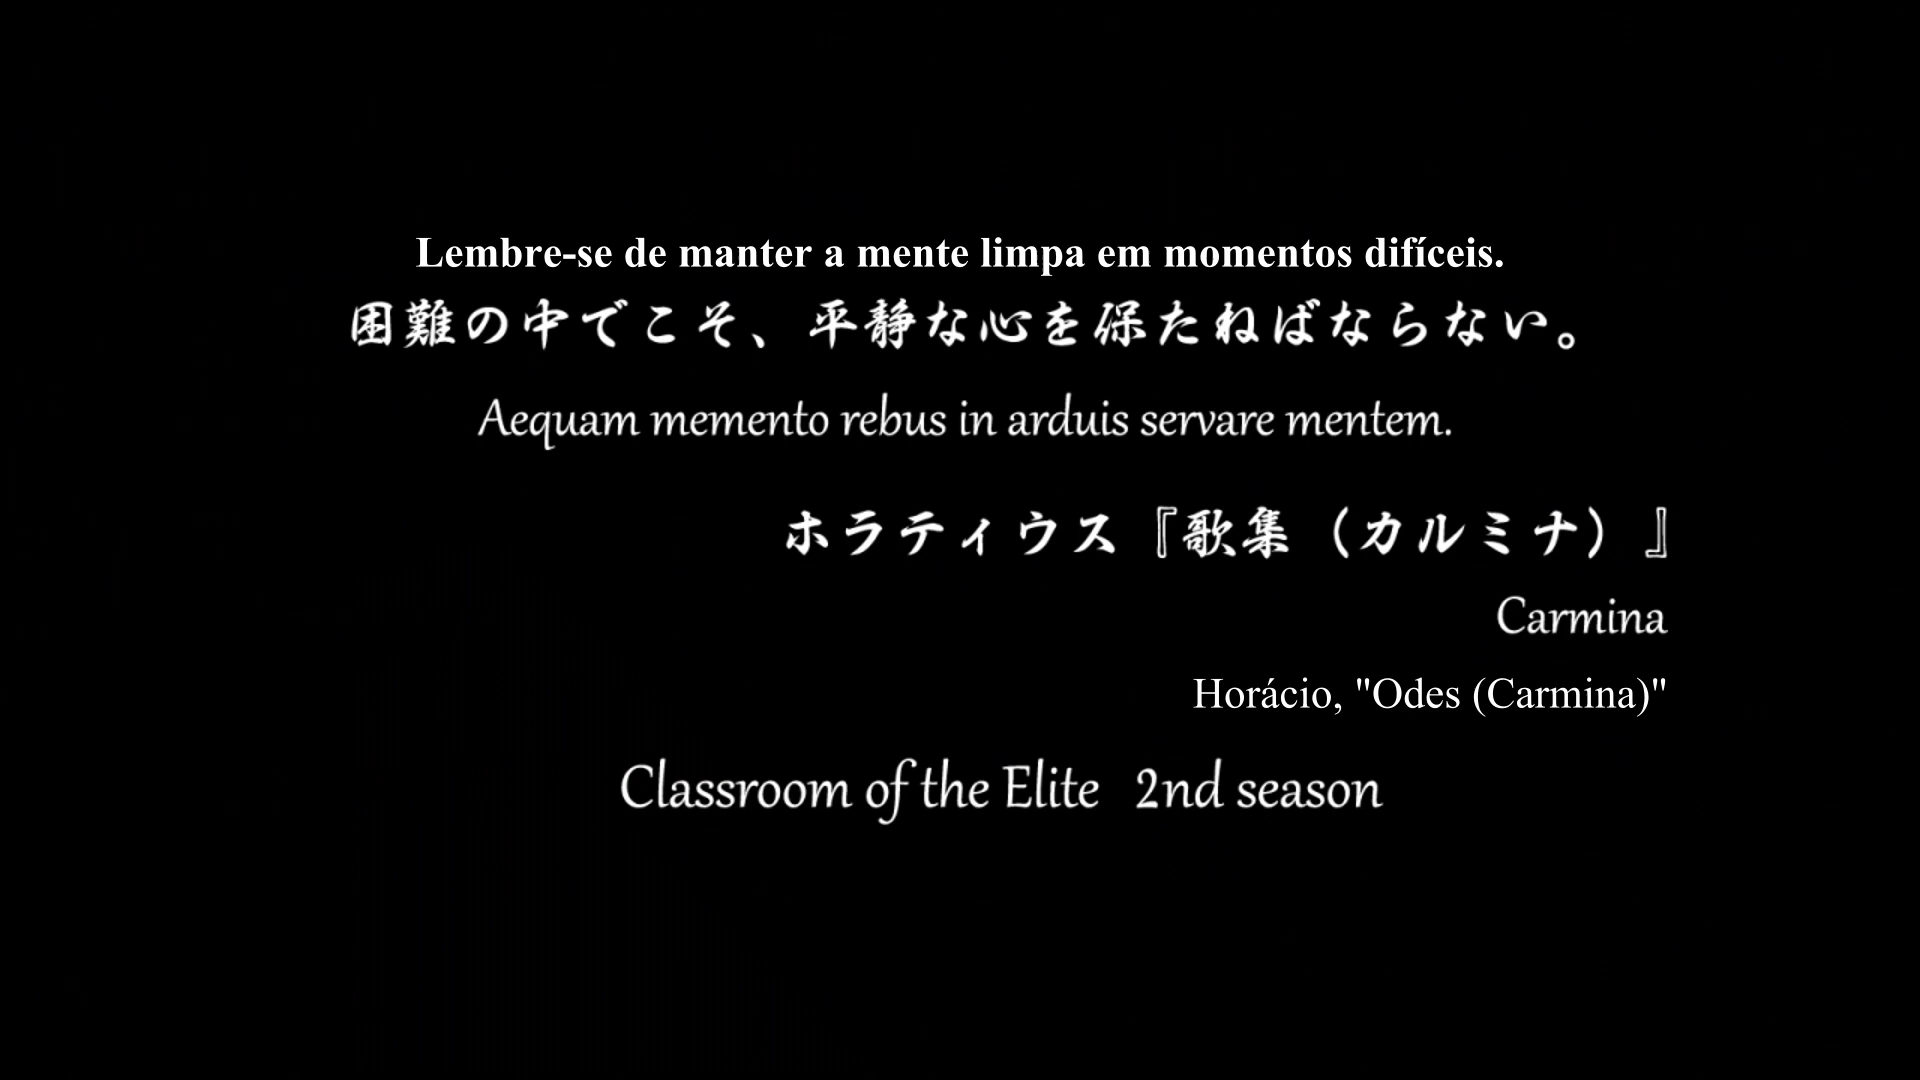 Lembre-se de manter a mente limpa em momentos difíceis.
困難の中でこそ、平静な心を保たねばならない。
Aequam memento rebus in arduis servare mentem.
ホラティウス『歌集（カルミナ）』
Carmina
Horácio, "Odes (Carmina)"
Classroom of the Elite 2nd season